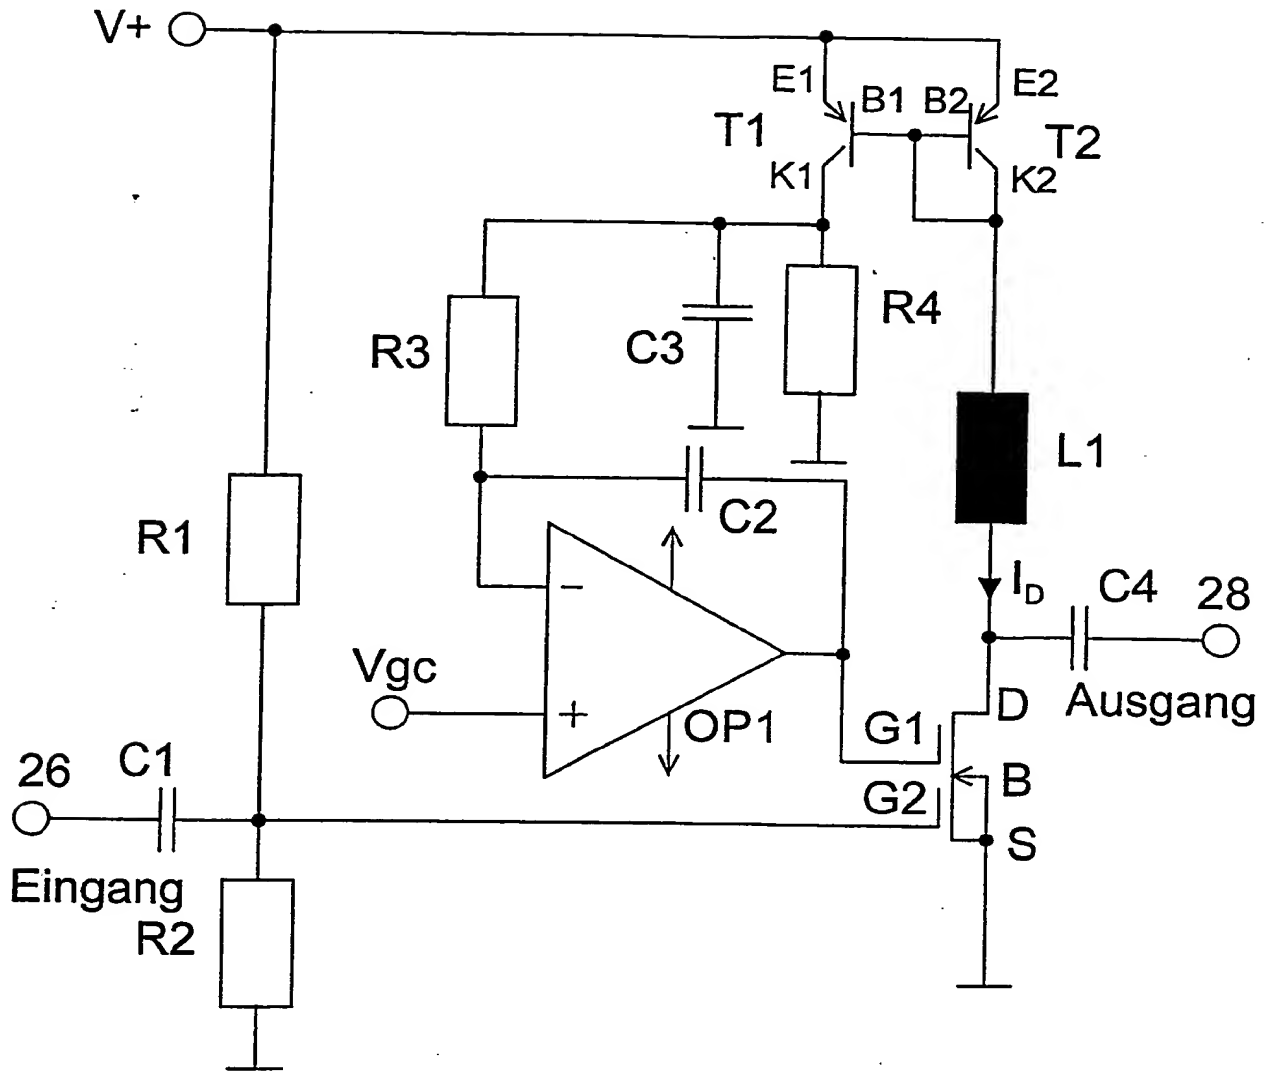 V+
E1
B1
B2
E2
T1
T2
K1
K2
R3
C3
R4
L1
R1
C2
I_D
C4
28
−
Vgc
+
OP1
G1
D
Ausgang
26
C1
G2
B
S
Eingang
R2